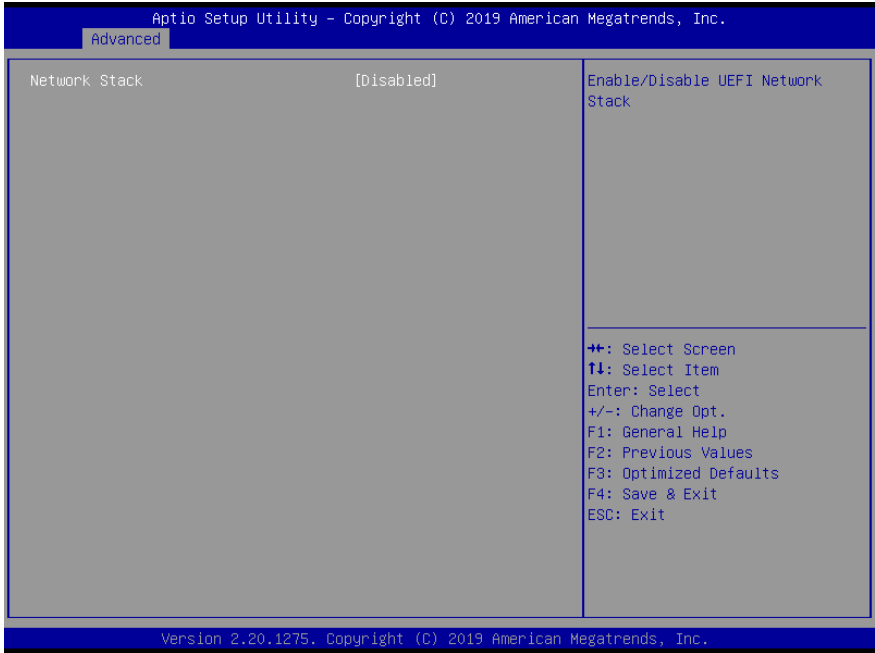 Aptio Setup Utility – Copyright (C) 2019 American Megatrends, Inc.
Advanced
Network Stack [Disabled]
Enable/Disable UEFI Network
Stack
→←: Select Screen
↑↓: Select Item
Enter: Select
+/-: Change Opt.
F1: General Help
F2: Previous Values
F3: Optimized Defaults
F4: Save & Exit
ESC: Exit
Version 2.20.1275. Copyright (C) 2019 American Megatrends, Inc.